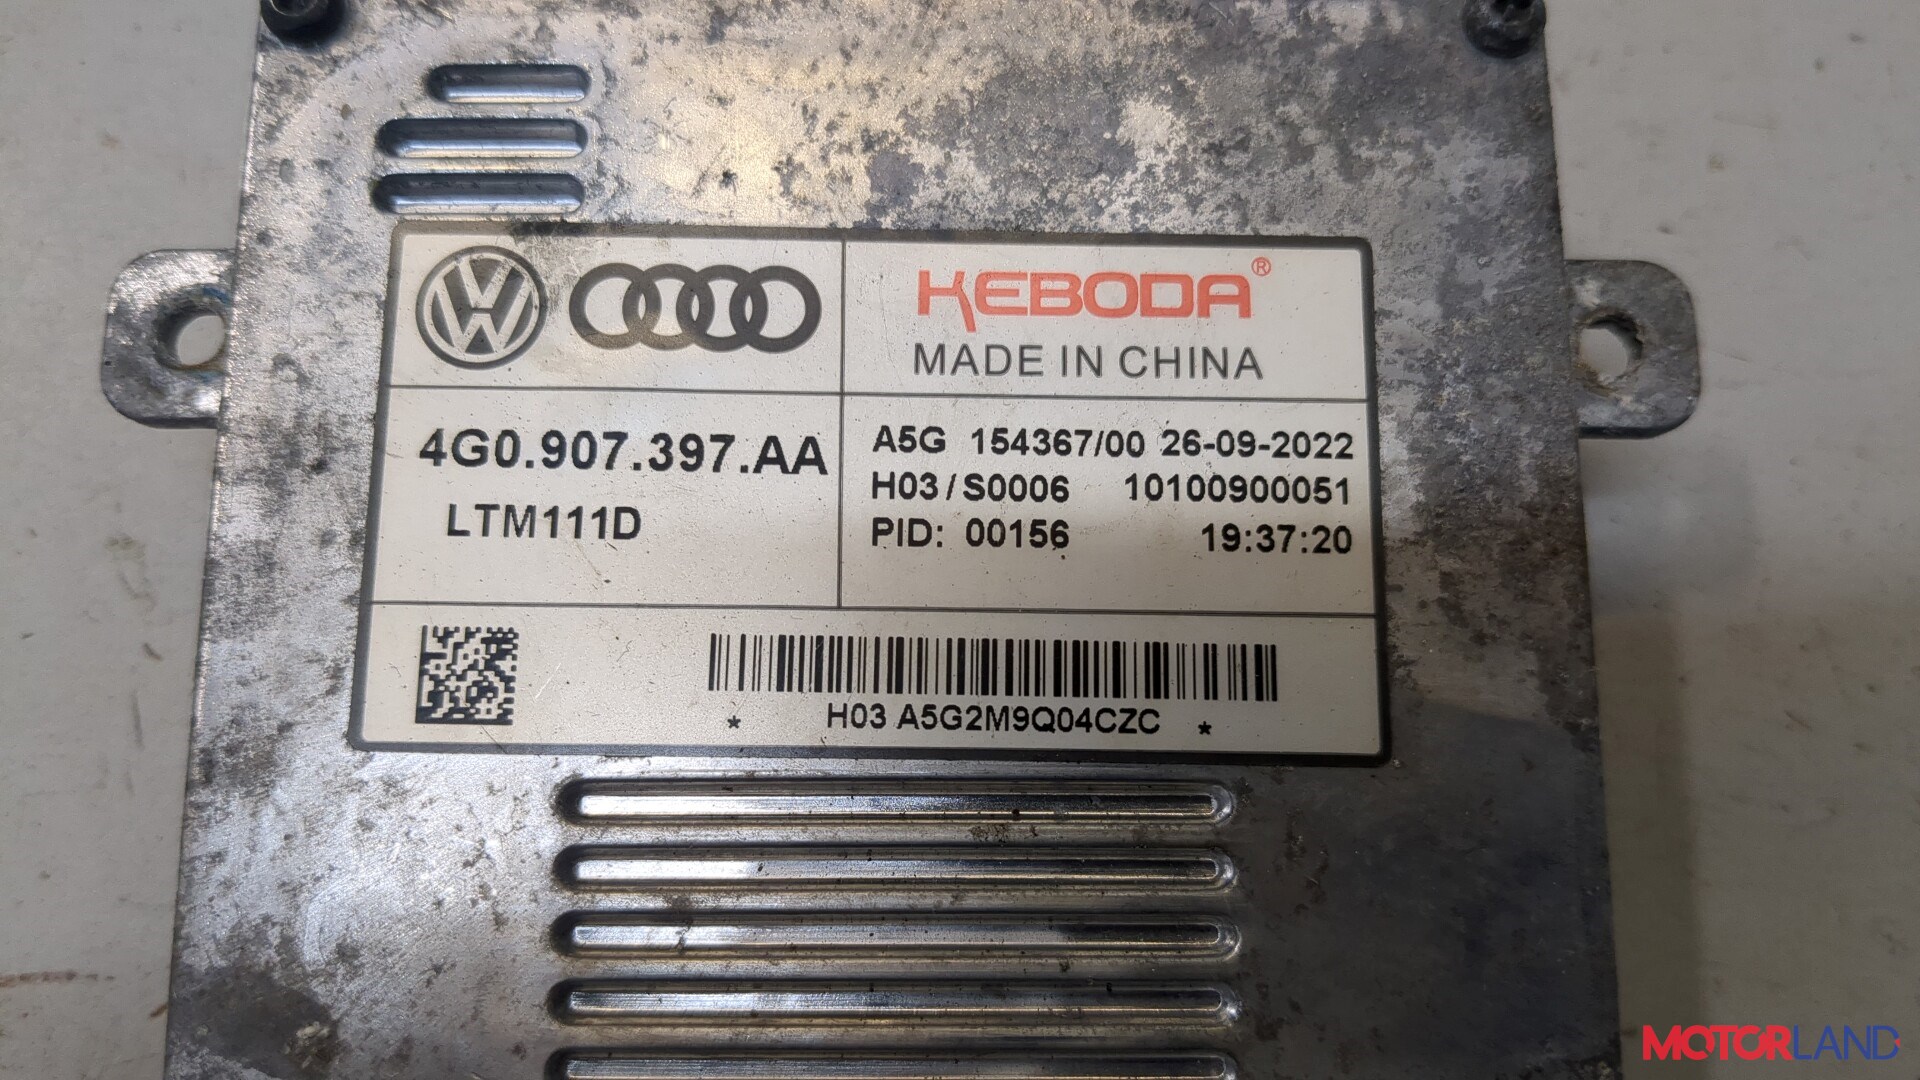 KEBODA®
MADE IN CHINA
4G0.907.397.AA
LTM111D
A5G 154367/00 26-09-2022
H03/S0006 10100900051
PID: 00156 19:37:20
* H03 A5G2M9Q04CZC *
MOTORLAND